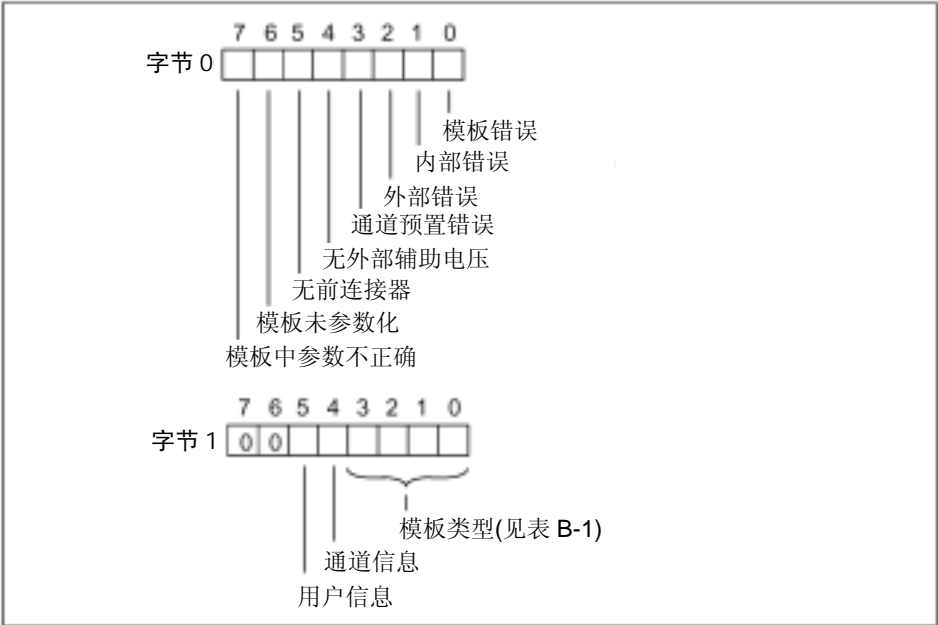 7 6 5 4 3 2 1 0
字节 0
模板错误
内部错误
外部错误
通道预置错误
无外部辅助电压
无前连接器
模板未参数化
模板中参数不正确
7 6 5 4 3 2 1 0
字节 1 0 0
模板类型(见表 B-1)
通道信息
用户信息